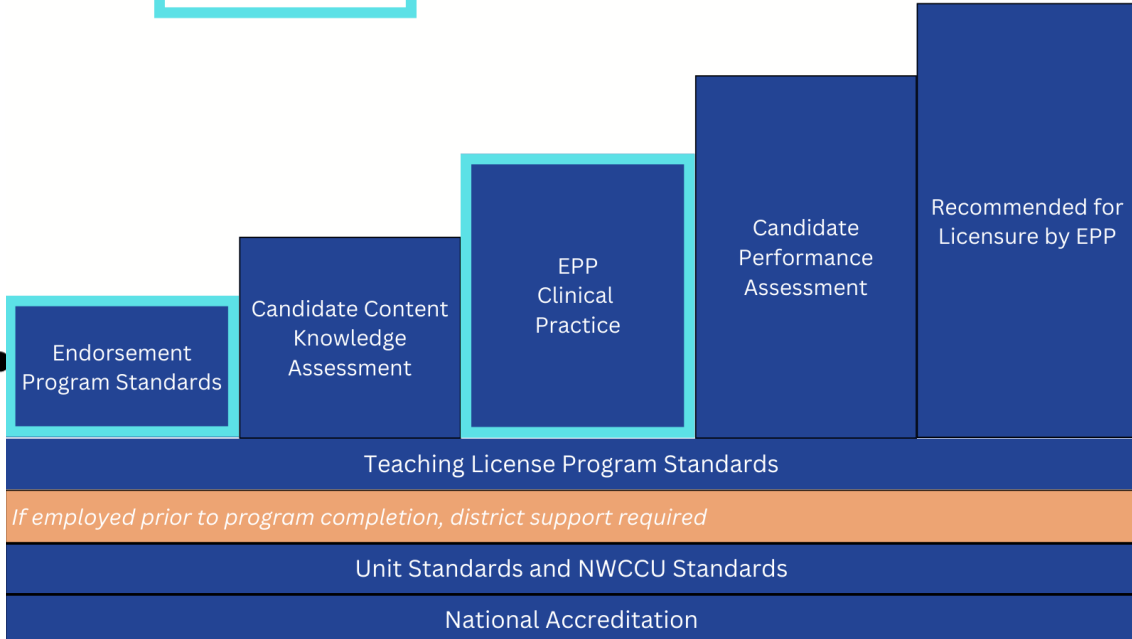 Endorsement
Program Standards
Candidate Content
Knowledge
Assessment
EPP
Clinical
Practice
Candidate
Performance
Assessment
Recommended for
Licensure by EPP
Teaching License Program Standards
If employed prior to program completion, district support required
Unit Standards and NWCCU Standards
National Accreditation